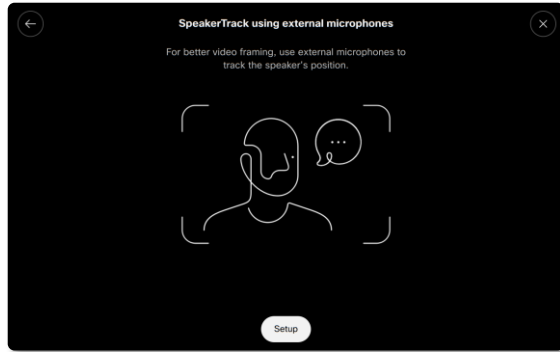 SpeakerTrack using external microphones
For better video framing, use external microphones to
track the speaker's position.
Setup